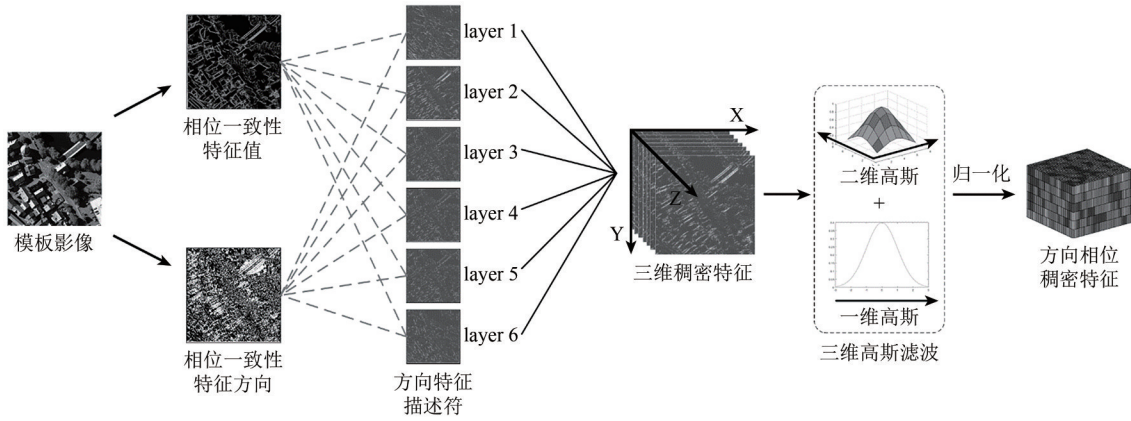 模板影像
相位一致性
特征值
相位一致性
特征方向
layer 1
layer 2
layer 3
layer 4
layer 5
layer 6
方向特征
描述符
X
Z
Y
三维稠密特征
二维高斯
+
一维高斯
三维高斯滤波
归一化
方向相位
稠密特征